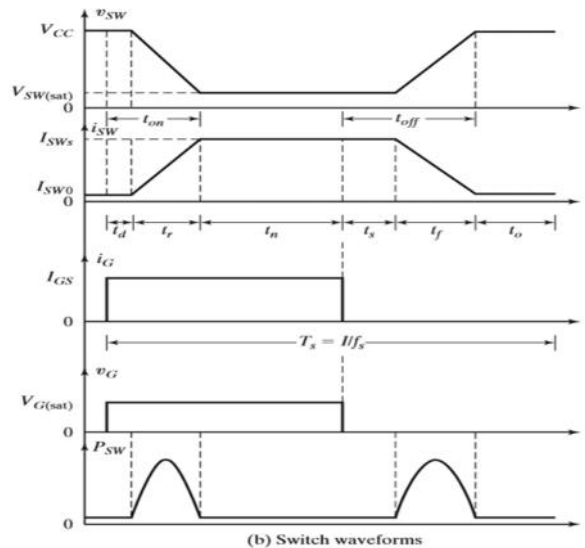 v_SW
V_CC
V_SW(sat)
0
t_on
t_off
i_SW
I_SWs
I_SW0
0
t_d t_r t_n t_s t_f t_o
i_G
I_GS
0
T_s = 1/f_s
v_G
V_G(sat)
0
P_SW
0
(b) Switch waveforms